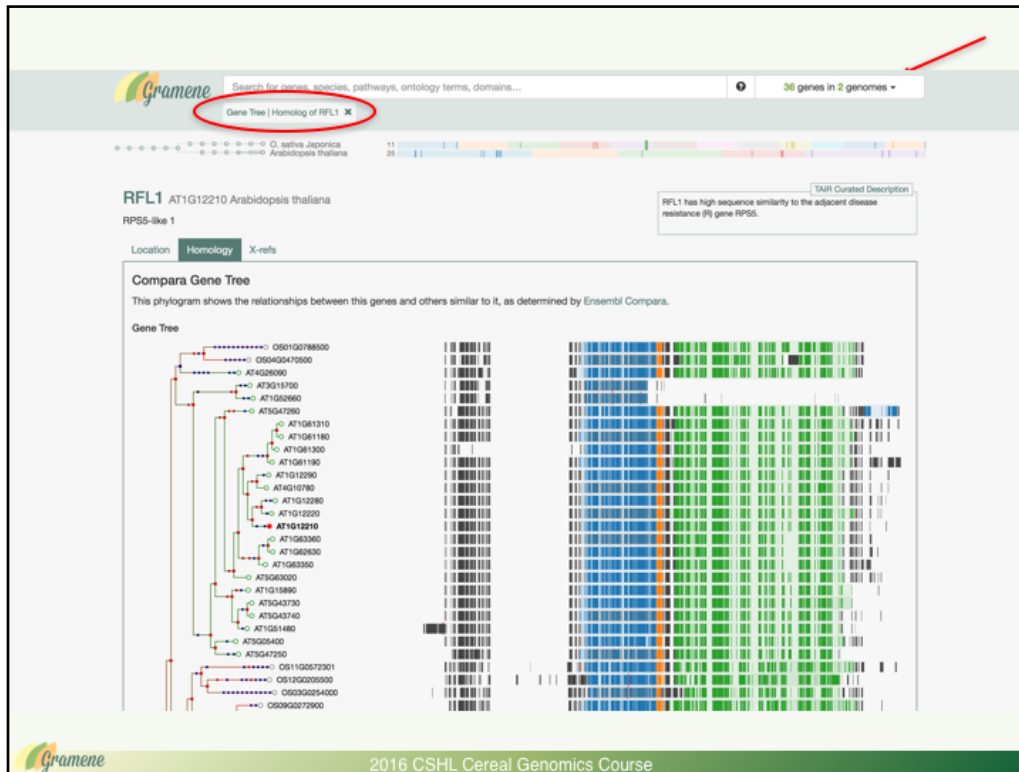 Gramene
Search for genes, species, pathways, ontology terms, domains...
36 genes in 2 genomes
Gene Tree | Homolog of RFL1 ✖
O. sativa Japonica 11
Arabidopsis thaliana 25
RFL1 AT1G12210 Arabidopsis thaliana
RPS5-like 1
TAIR Curated Description
RFL1 has high sequence similarity to the adjacent disease
resistance (R) gene RPS5.
Location Homology X-refs
Compara Gene Tree
This phylogram shows the relationships between this genes and others similar to it, as determined by Ensembl Compara.
Gene Tree
OS01G0788500
OS04G0470500
AT4G26090
AT3G15700
AT1G52660
AT5G47260
AT1G61310
AT1G61180
AT1G61300
AT1G61190
AT1G12290
AT4G10780
AT1G12280
AT1G12220
AT1G12210
AT1G63360
AT1G62630
AT1G63350
AT5G63020
AT1G15890
AT5G43730
AT5G43740
AT1G51480
AT5G05400
AT5G47250
OS11G0572301
OS12G0205500
OS03G0254000
OS09G0272900
Gramene
2016 CSHL Cereal Genomics Course